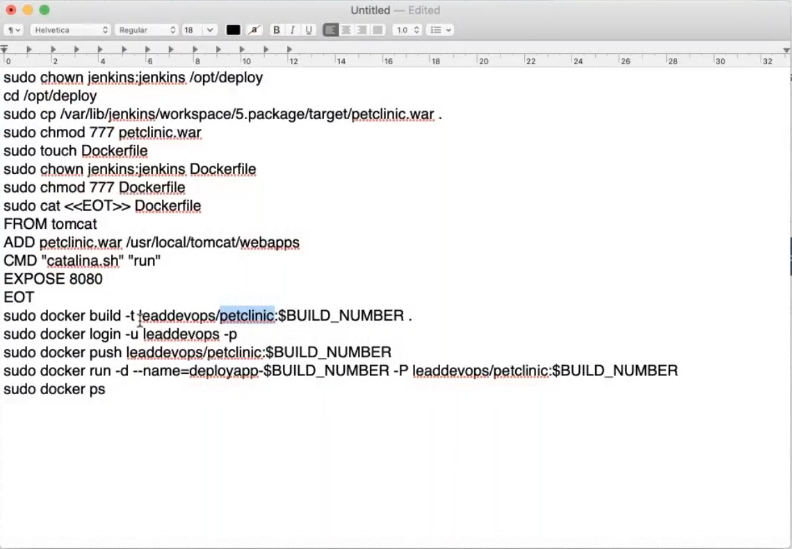 Untitled — Edited
¶ Helvetica Regular 18 a B I U 1.0
0 2 4 6 8 10 12 14 16 18 20 22 24 26 28 30 32
sudo chown jenkins:jenkins /opt/deploy
cd /opt/deploy
sudo cp /var/lib/jenkins/workspace/5.package/target/petclinic.war .
sudo chmod 777 petclinic.war
sudo touch Dockerfile
sudo chown jenkins:jenkins Dockerfile
sudo chmod 777 Dockerfile
sudo cat <<EOT>> Dockerfile
FROM tomcat
ADD petclinic.war /usr/local/tomcat/webapps
CMD "catalina.sh" "run"
EXPOSE 8080
EOT
sudo docker build -t leaddevops/petclinic:$BUILD_NUMBER .
sudo docker login -u leaddevops -p
sudo docker push leaddevops/petclinic:$BUILD_NUMBER
sudo docker run -d --name=deployapp-$BUILD_NUMBER -P leaddevops/petclinic:$BUILD_NUMBER
sudo docker ps